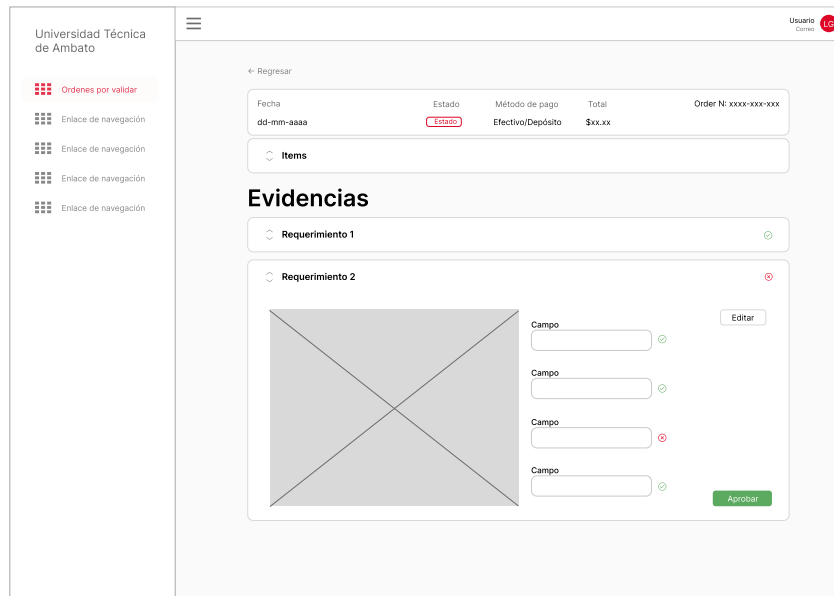 Universidad Técnica
de Ambato
Ordenes por validar
Enlace de navegación
Enlace de navegación
Enlace de navegación
Enlace de navegación
Usuario
Correo
LG
← Regresar
Fecha
Estado
Método de pago
Total
Order N: xxxx-xxx-xxx
dd-mm-aaaa
Estado
Efectivo/Depósito
$xx.xx
Items
Evidencias
Requerimiento 1
Requerimiento 2
Campo
Editar
Campo
Campo
Campo
Aprobar